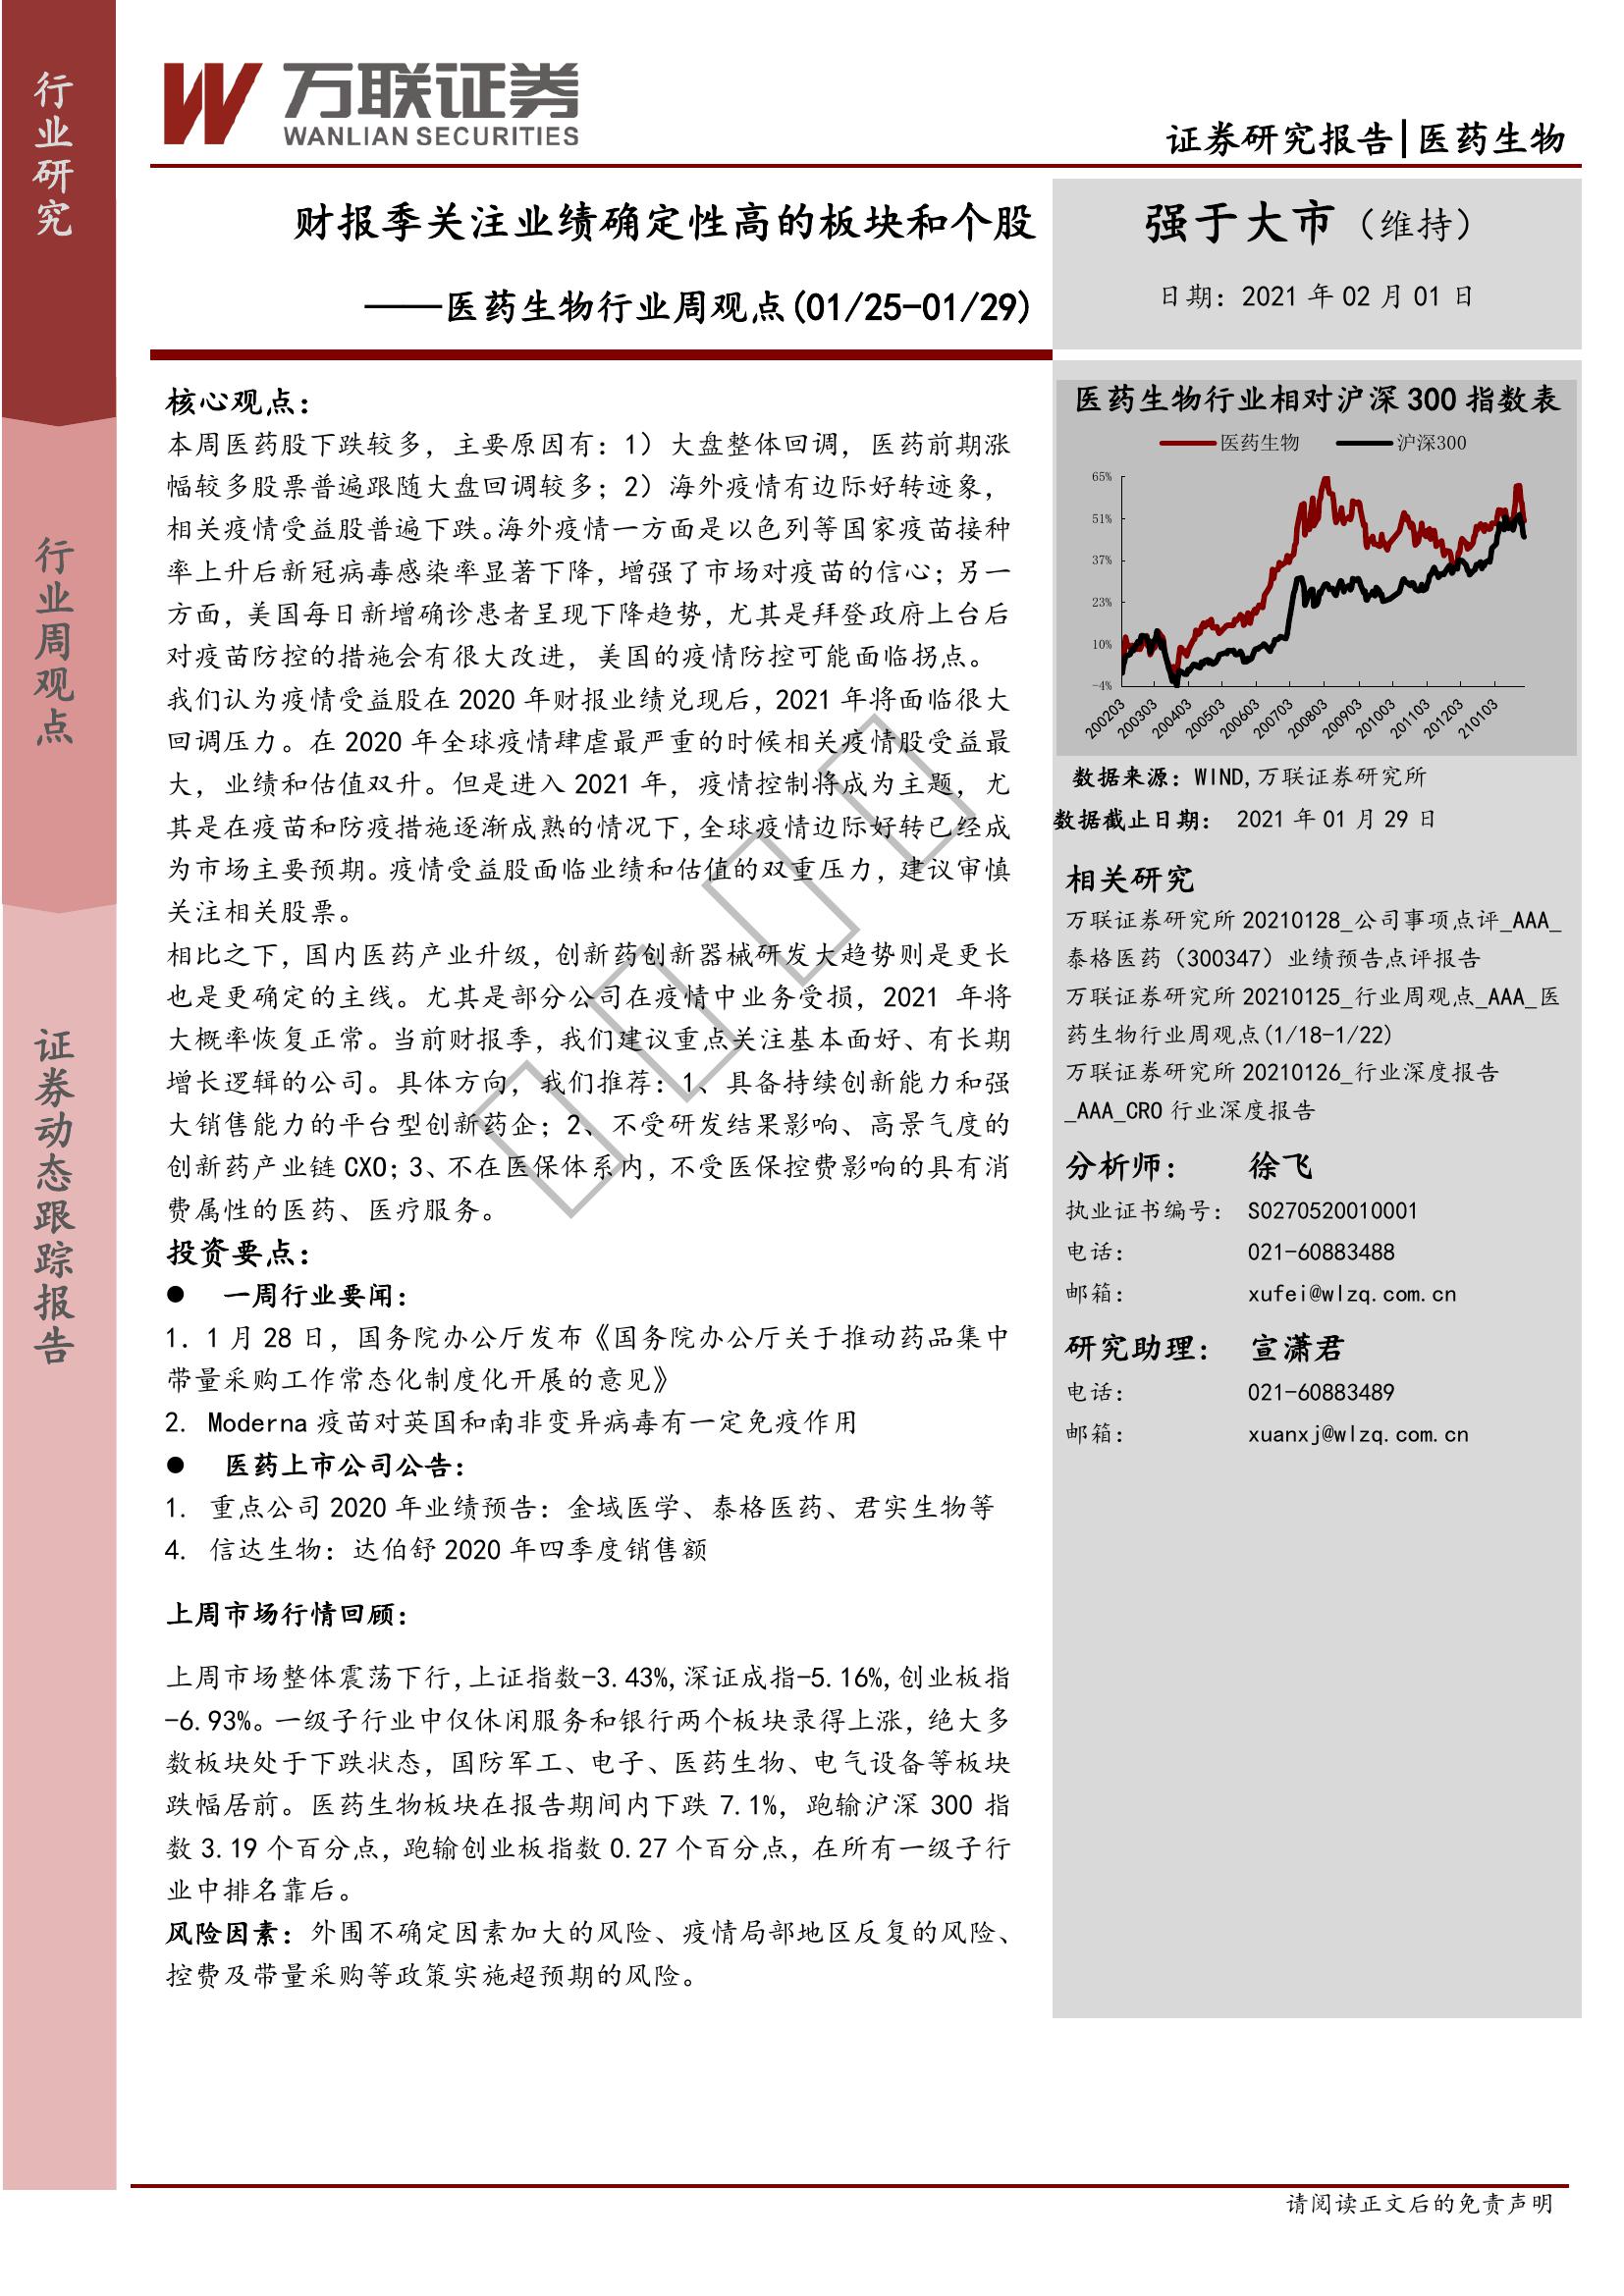 行业研究
行业周观点
证券动态跟踪报告
万联证券
WANLIAN SECURITIES
证券研究报告|医药生物
财报季关注业绩确定性高的板块和个股
——医药生物行业周观点(01/25-01/29)
强于大市（维持）
日期：2021 年 02 月 01 日
核心观点：
本周医药股下跌较多，主要原因有：1）大盘整体回调，医药前期涨
幅较多股票普遍跟随大盘回调较多；2）海外疫情有边际好转迹象，
相关疫情受益股普遍下跌。海外疫情一方面是以色列等国家疫苗接种
率上升后新冠病毒感染率显著下降，增强了市场对疫苗的信心；另一
方面，美国每日新增确诊患者呈现下降趋势，尤其是拜登政府上台后
对疫苗防控的措施会有很大改进，美国的疫情防控可能面临拐点。
我们认为疫情受益股在 2020 年财报业绩兑现后，2021 年将面临很大
回调压力。在 2020 年全球疫情肆虐最严重的时候相关疫情股受益最
大，业绩和估值双升。但是进入 2021 年，疫情控制将成为主题，尤
其是在疫苗和防疫措施逐渐成熟的情况下，全球疫情边际好转已经成
为市场主要预期。疫情受益股面临业绩和估值的双重压力，建议审慎
关注相关股票。
相比之下，国内医药产业升级，创新药创新器械研发大趋势则是更长
也是更确定的主线。尤其是部分公司在疫情中业务受损，2021 年将
大概率恢复正常。当前财报季，我们建议重点关注基本面好、有长期
增长逻辑的公司。具体方向，我们推荐：1、具备持续创新能力和强
大销售能力的平台型创新药企；2、不受研发结果影响、高景气度的
创新药产业链 CXO；3、不在医保体系内，不受医保控费影响的具有消
费属性的医药、医疗服务。
投资要点：
● 一周行业要闻：
1. 1 月 28 日，国务院办公厅发布《国务院办公厅关于推动药品集中
带量采购工作常态化制度化开展的意见》
2. Moderna 疫苗对英国和南非变异病毒有一定免疫作用
● 医药上市公司公告：
1. 重点公司 2020 年业绩预告：金域医学、泰格医药、君实生物等
4. 信达生物：达伯舒 2020 年四季度销售额
上周市场行情回顾：
上周市场整体震荡下行，上证指数-3.43%，深证成指-5.16%，创业板指
-6.93%。一级子行业中仅休闲服务和银行两个板块录得上涨，绝大多
数板块处于下跌状态，国防军工、电子、医药生物、电气设备等板块
跌幅居前。医药生物板块在报告期间内下跌 7.1%，跑输沪深 300 指
数 3.19 个百分点，跑输创业板指数 0.27 个百分点，在所有一级子行
业中排名靠后。
风险因素：外围不确定因素加大的风险、疫情局部地区反复的风险、
控费及带量采购等政策实施超预期的风险。
医药生物行业相对沪深 300 指数表
医药生物 沪深300
65%
51%
37%
23%
10%
-4%
200203 200303 200403 200503 200603 200703 200803 200903 201003 201103 201203 210103
数据来源：WIND,万联证券研究所
数据截止日期： 2021 年 01 月 29 日
相关研究
万联证券研究所 20210128_公司事项点评_AAA_
泰格医药（300347）业绩预告点评报告
万联证券研究所 20210125_行业周观点_AAA_医
药生物行业周观点(1/18-1/22)
万联证券研究所 20210126_行业深度报告
_AAA_CRO 行业深度报告
分析师： 徐飞
执业证书编号： S0270520010001
电话： 021-60883488
邮箱： xufei@wlzq.com.cn
研究助理： 宣潇君
电话： 021-60883489
邮箱： xuanxj@wlzq.com.cn
请阅读正文后的免责声明